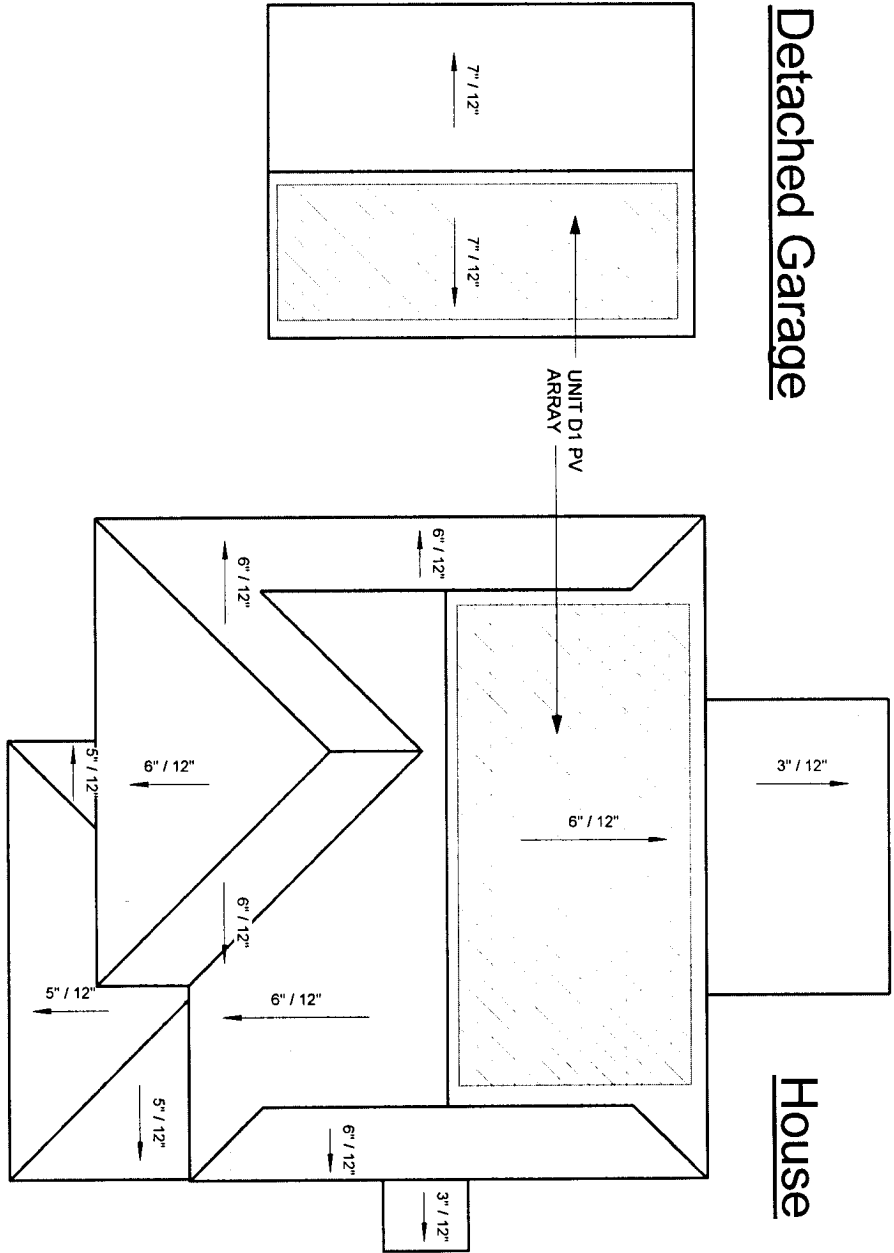 Detached Garage
House
7" / 12"
7" / 12"
UNIT D1 PV
ARRAY
3" / 12"
6" / 12"
6" / 12"
6" / 12"
6" / 12"
5" / 12"
6" / 12"
6" / 12"
5" / 12"
5" / 12"
6" / 12"
3" / 12"